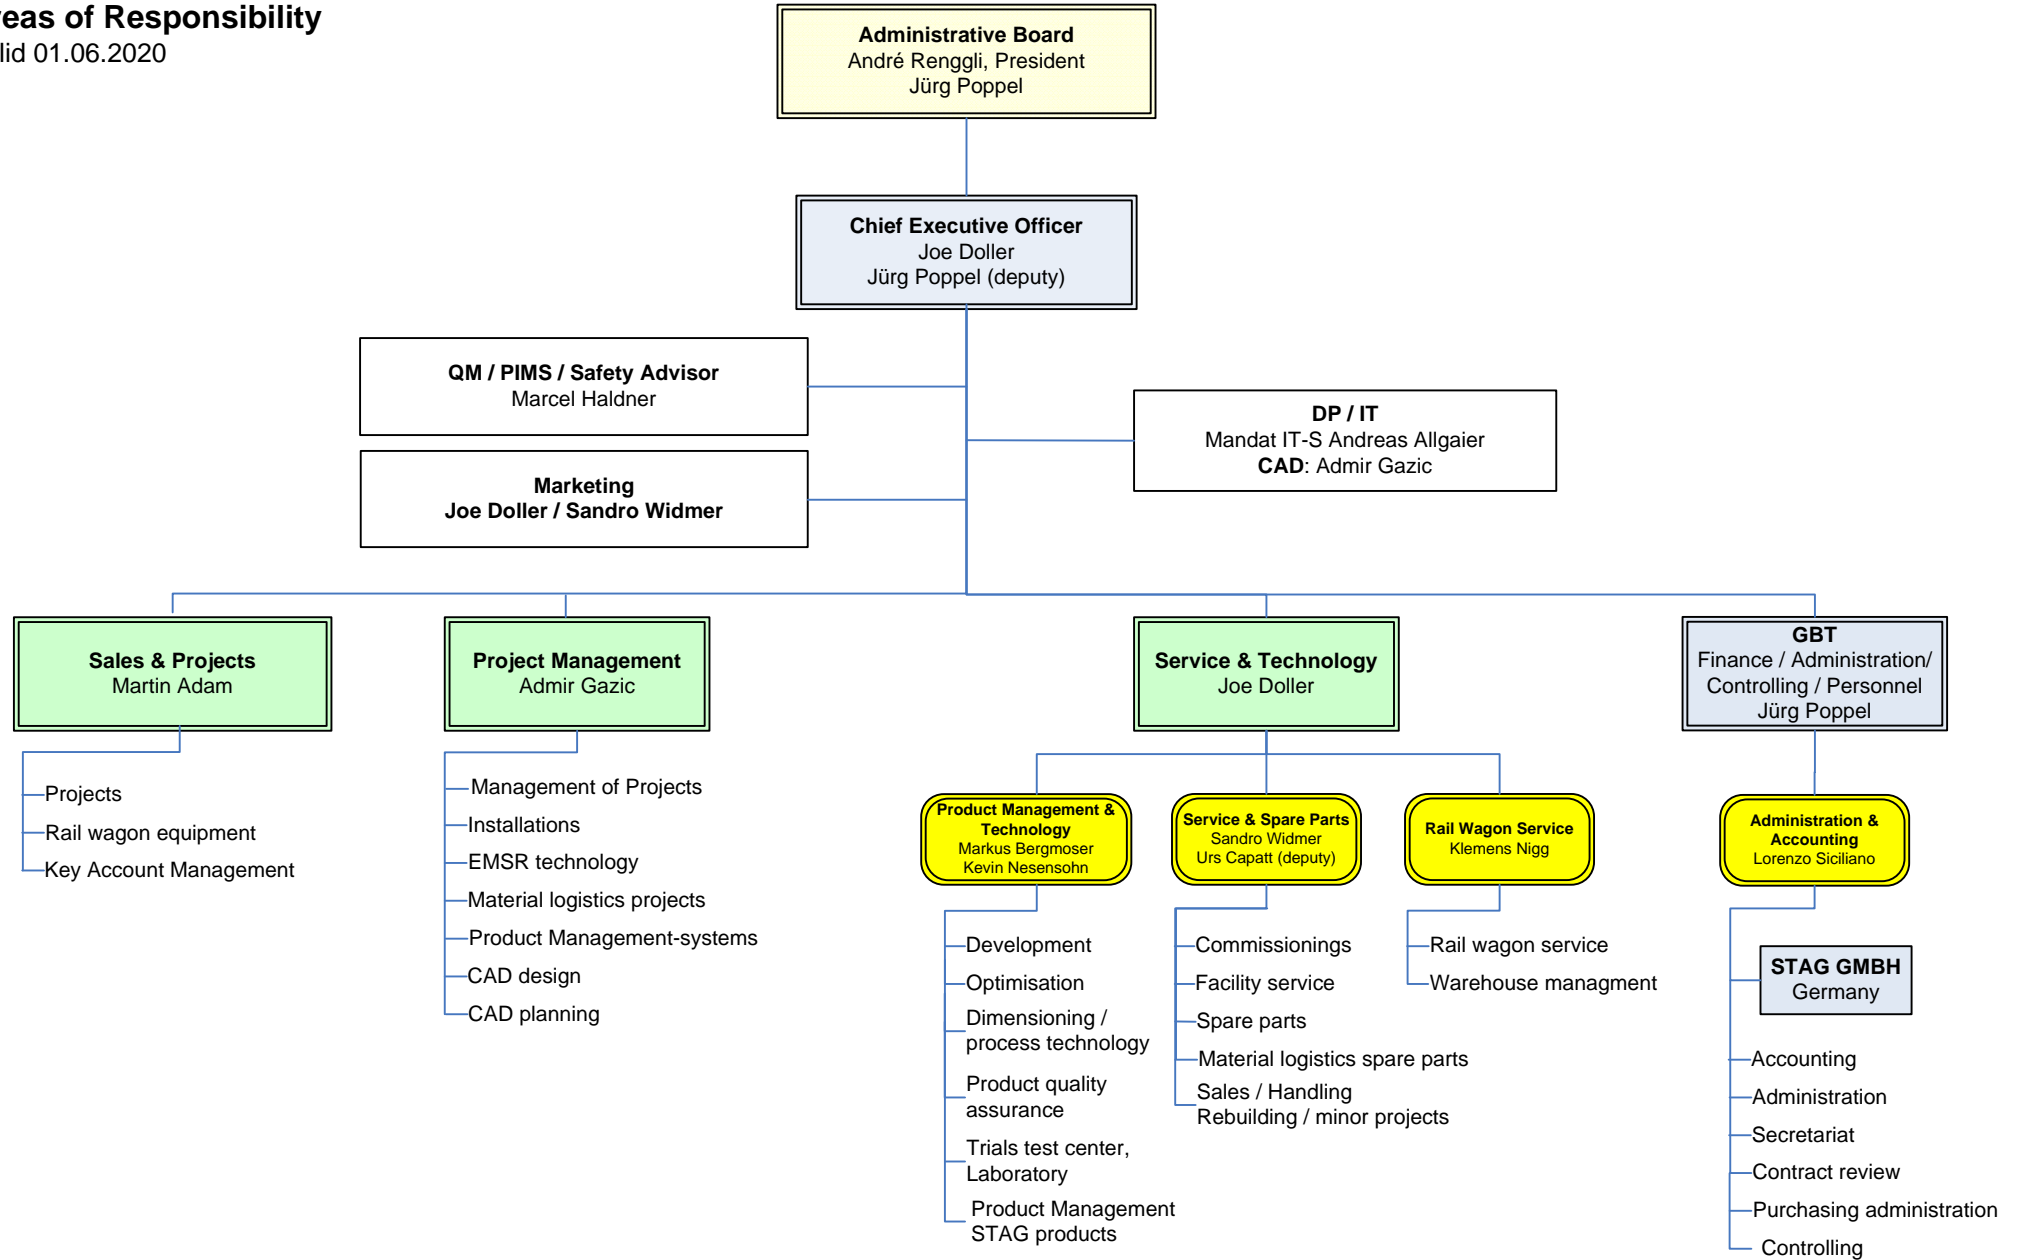 eas of Responsibility
lid 01.06.2020
Administrative Board
André Renggli, President
Jürg Poppel
Chief Executive Officer
Joe Doller
Jürg Poppel (deputy)
QM / PIMS / Safety Advisor
Marcel Haldner
DP / IT
Mandat IT-S Andreas Allgaier
CAD: Admir Gazic
Marketing
Joe Doller / Sandro Widmer
Sales & Projects
Martin Adam
Projects
Rail wagon equipment
Key Account Management
Project Management
Admir Gazic
Management of Projects
Installations
EMSR technology
Material logistics projects
Product Management-systems
CAD design
CAD planning
Service & Technology
Joe Doller
Product Management &
Technology
Markus Bergmoser
Kevin Nesensohn
Development
Optimisation
Dimensioning /
process technology
Product quality
assurance
Trials test center,
Laboratory
Product Management
STAG products
Service & Spare Parts
Sandro Widmer
Urs Capatt (deputy)
Commissionings
Facility service
Spare parts
Material logistics spare parts
Sales / Handling
Rebuilding / minor projects
Rail Wagon Service
Klemens Nigg
Rail wagon service
Warehouse managment
GBT
Finance / Administration/
Controlling / Personnel
Jürg Poppel
Administration &
Accounting
Lorenzo Siciliano
STAG GMBH
Germany
Accounting
Administration
Secretariat
Contract review
Purchasing administration
Controlling